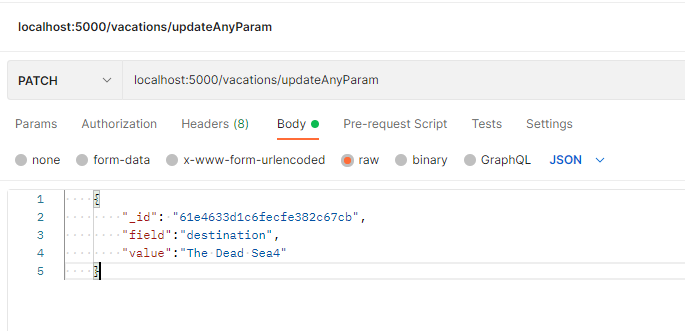 localhost:5000/vacations/updateAnyParam
PATCH localhost:5000/vacations/updateAnyParam
Params Authorization Headers (8) Body Pre-request Script Tests Settings
none form-data x-www-form-urlencoded raw binary GraphQL JSON
1 {
2 "_id": "61e4633d1c6fecfe382c67cb",
3 "field":"destination",
4 "value":"The Dead Sea4"
5 }